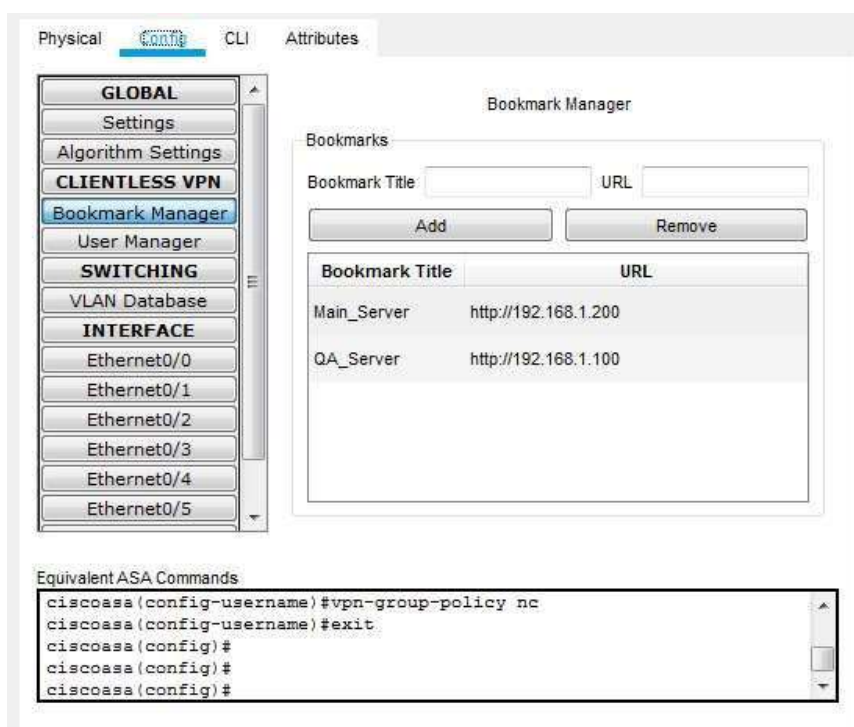 Physical Config CLI Attributes
GLOBAL
Settings
Algorithm Settings
CLIENTLESS VPN
Bookmark Manager
User Manager
SWITCHING
VLAN Database
INTERFACE
Ethernet0/0
Ethernet0/1
Ethernet0/2
Ethernet0/3
Ethernet0/4
Ethernet0/5
Bookmark Manager
Bookmarks
Bookmark Title URL
Add Remove
Bookmark Title URL
Main_Server http://192.168.1.200
QA_Server http://192.168.1.100
Equivalent ASA Commands
ciscoasa(config-username)#vpn-group-policy nc
ciscoasa(config-username)#exit
ciscoasa(config)#
ciscoasa(config)#
ciscoasa(config)#